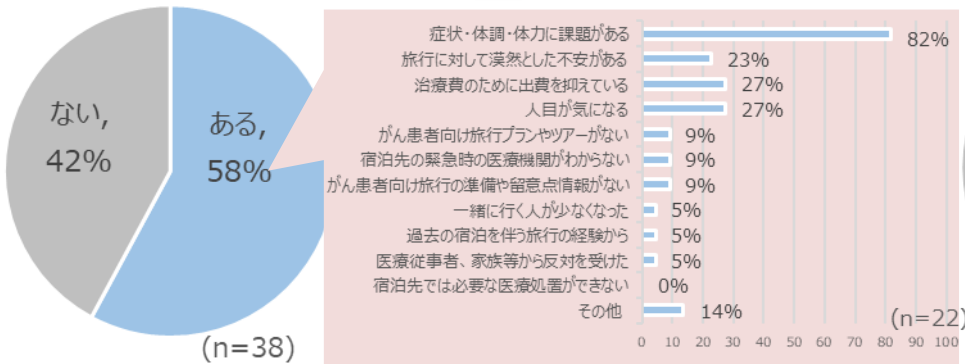 ない,
42%
ある,
58%
(n=38)
症状・体調・体力に課題がある 82%
旅行に対して漠然とした不安がある 23%
治療費のために出費を抑えている 27%
人目が気になる 27%
がん患者向け旅行プランやツアーがない 9%
宿泊先の緊急時の医療機関がわからない 9%
がん患者向け旅行の準備や留意点情報がない 9%
一緒に行く人が少なくなった 5%
過去の宿泊を伴う旅行の経験から 5%
医療従事者、家族等から反対を受けた 5%
宿泊先では必要な医療処置ができない 0%
その他 14%
(n=22)
0 10 20 30 40 50 60 70 80 90 100